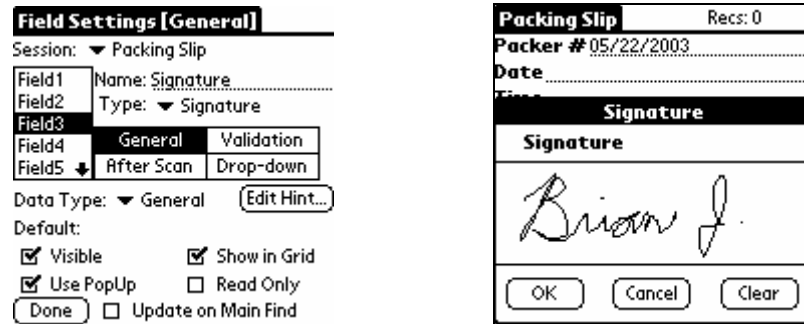 Field Settings [General]
Session: Packing Slip
Field1
Field2
Field3
Field4
Field5
Name: Signature
Type: Signature
General Validation
After Scan Drop-down
Data Type: General Edit Hint...
Default:
Visible Show in Grid
Use PopUp Read Only
Done Update on Main Find
Packing Slip Recs: 0
Packer # 05/22/2003
Date
Signature
Signature
Brian J.
OK Cancel Clear